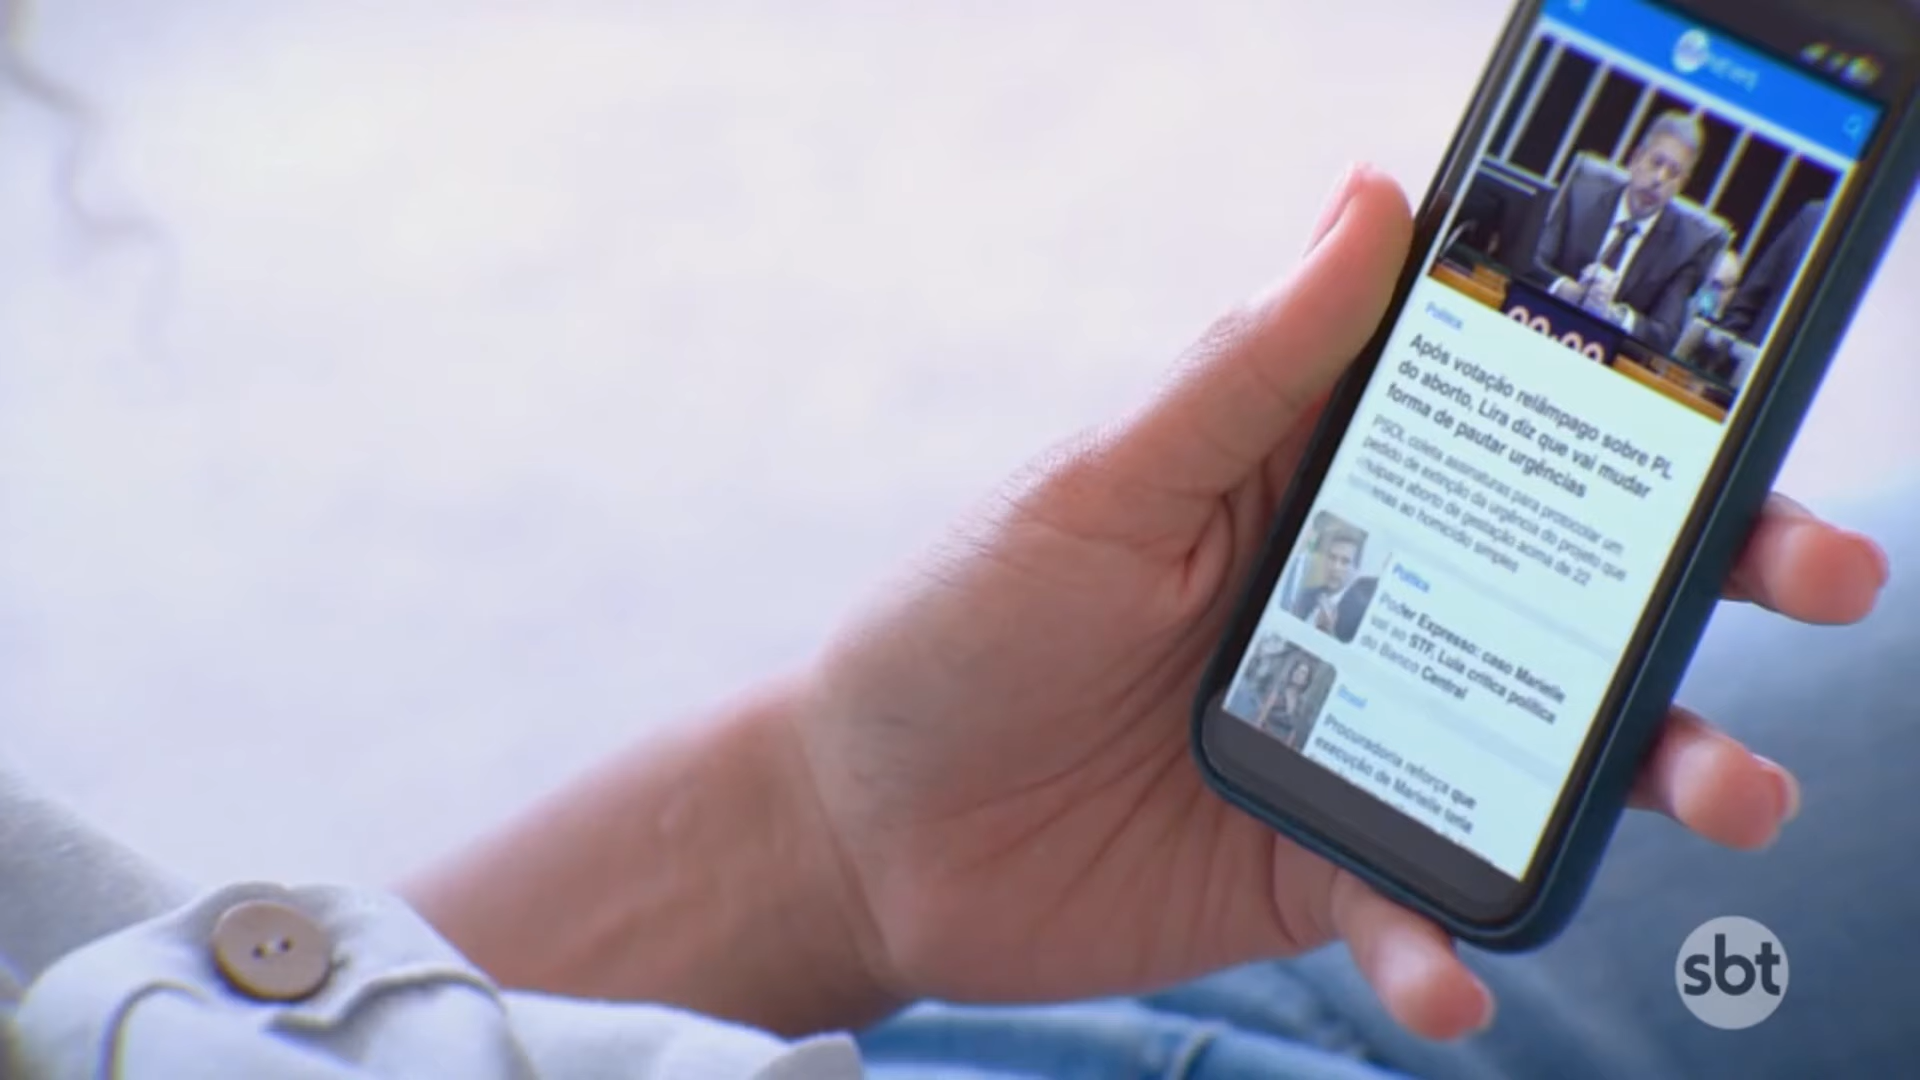 news
Política
Após votação relâmpago sobre PL
do aborto, Lira diz que vai mudar
forma de pautar urgências
PSOL coleta assinaturas para protocolar um
pedido de extinção da urgência do projeto que
equipara aborto de gestação acima de 22
semanas ao homicídio simples
Política
Poder Expresso: caso Marielle
vai ao STF, Lula critica política
do Banco Central
Brasil
Procuradoria reforça que
execução de Marielle teria
00:00
sbt